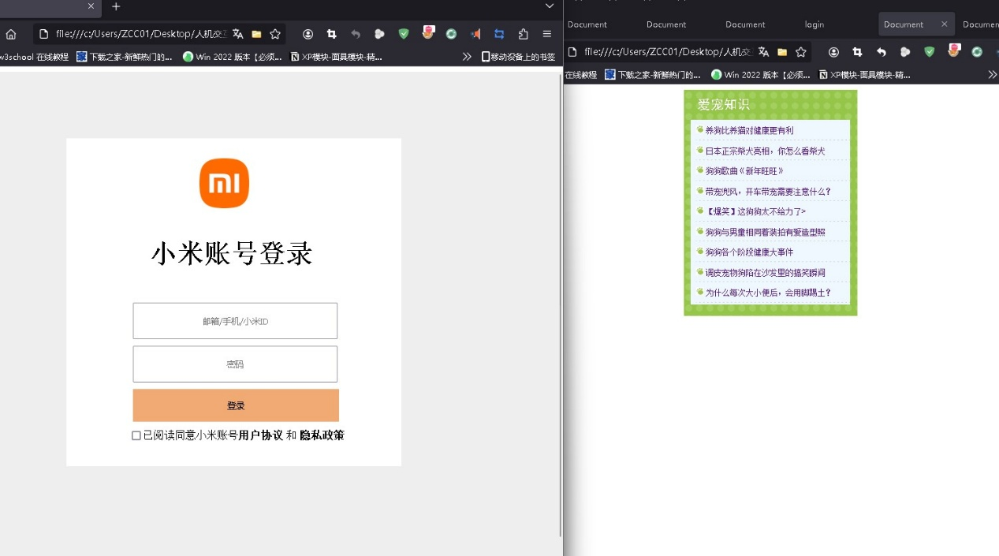 file:///c:/Users/ZCC01/Desktop/人机交
w3school 在线教程
下载之家-新鲜热门的...
Win 2022 版本【必须...
XP模块-面具模块-精...
移动设备上的书签
mi
小米账号登录
邮箱/手机/小米ID
密码
登录
已阅读同意小米账号用户协议 和 隐私政策
Document
Document
Document
login
Document
Documen
file:///c:/Users/ZCC01/Desktop/人机交
在线教程
下载之家-新鲜热门的...
Win 2022 版本【必须...
XP模块-面具模块-精...
爱宠知识
养狗比养猫对健康更有利
日本正宗柴犬亮相，你怎么看柴犬
狗狗歌曲《新年旺旺》
带宠兜风，开车带宠需要注意什么？
【爆笑】这狗狗太不给力了>
狗狗与男童相同着装拍有爱造型照
狗狗各个阶段健康大事件
调皮宠物狗陷在沙发里的搞笑瞬间
为什么每次大小便后，会用脚踢土？